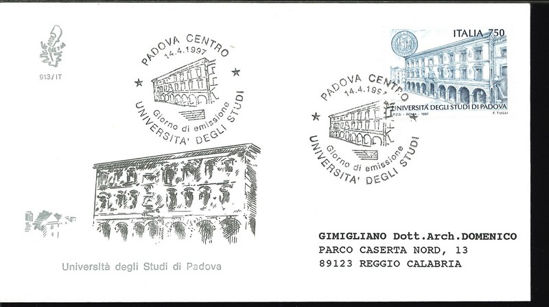 913/IT
PADOVA CENTRO
14.4.1997
Giorno di emissione
UNIVERSITA' DEGLI STUDI
ITALIA 750
UNIVERSITÀ DEGLI STUDI DI PADOVA
PADOVA CENTRO
14.4.1997
Giorno di emissione
UNIVERSITA' DEGLI STUDI
Università degli Studi di Padova
GIMIGLIANO Dott.Arch.DOMENICO
PARCO CASERTA NORD, 13
89123 REGGIO CALABRIA